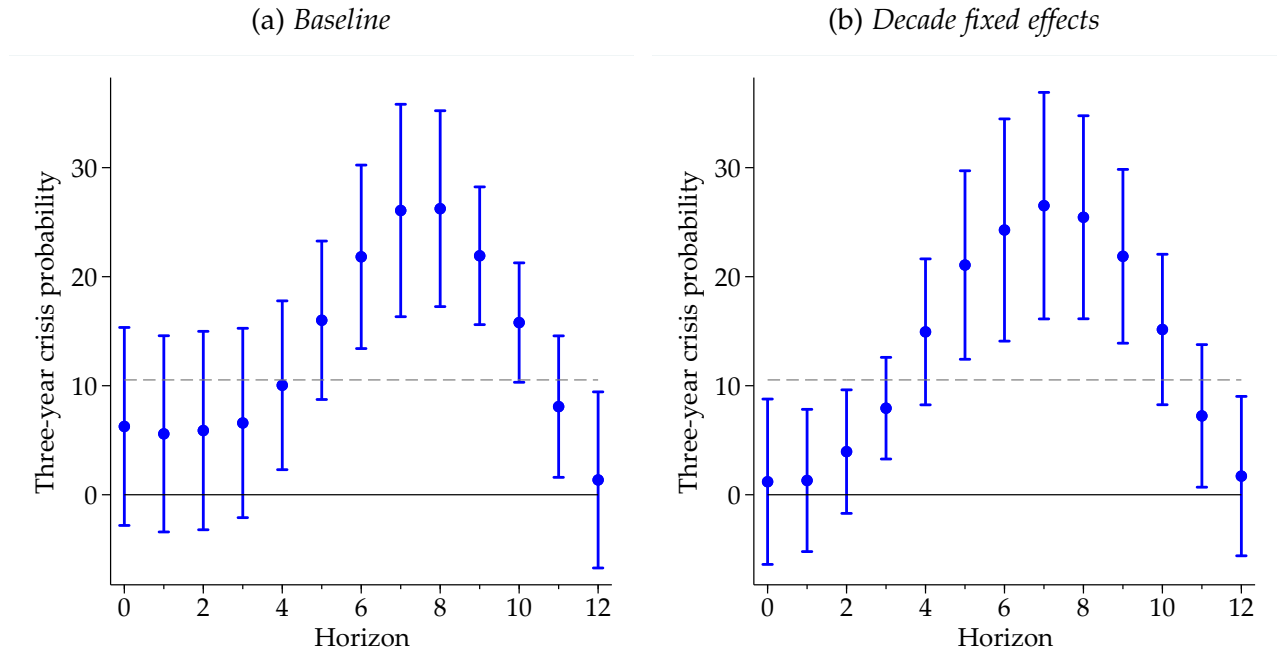 (a) Baseline
Three-year crisis probability
30
20
10
0
0 2 4 6 8 10 12
Horizon
(b) Decade fixed effects
Three-year crisis probability
30
20
10
0
0 2 4 6 8 10 12
Horizon